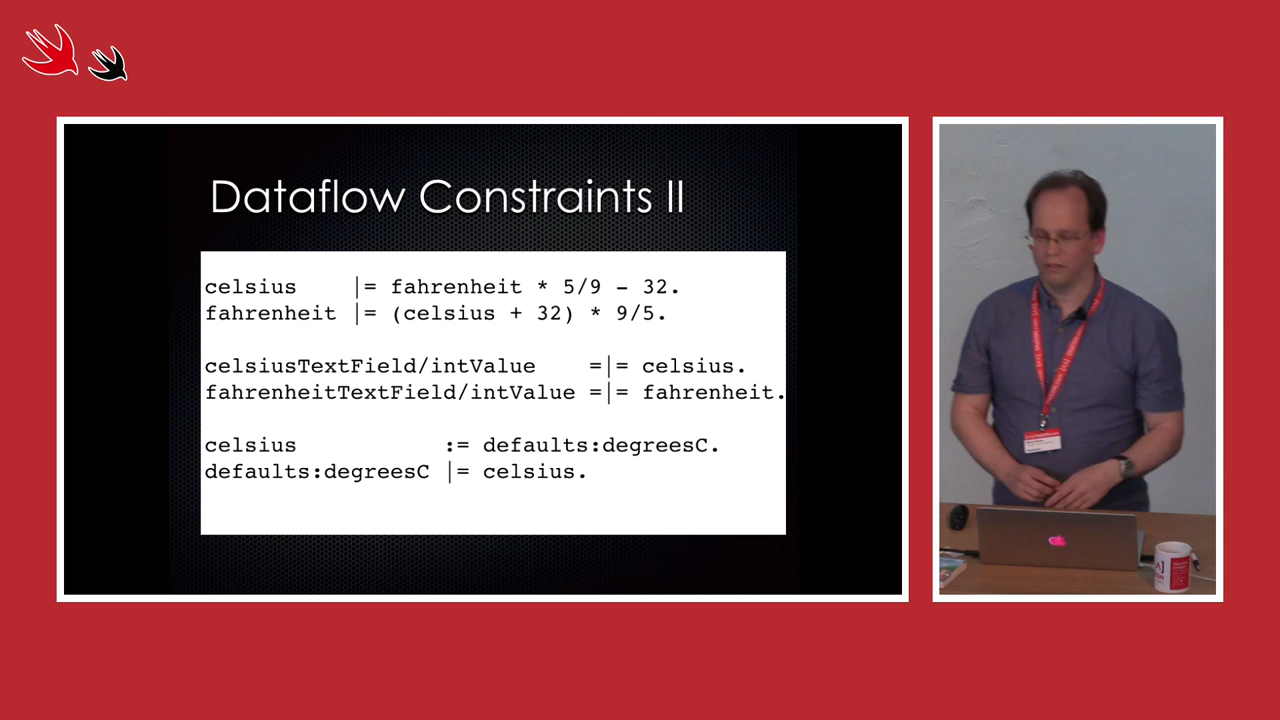 Dataflow Constraints II
celsius    |= fahrenheit * 5/9 - 32.
fahrenheit |= (celsius + 32) * 9/5.
celsiusTextField/intValue    =|= celsius.
fahrenheitTextField/intValue =|= fahrenheit.
celsius           := defaults:degreesC.
defaults:degreesC |= celsius.